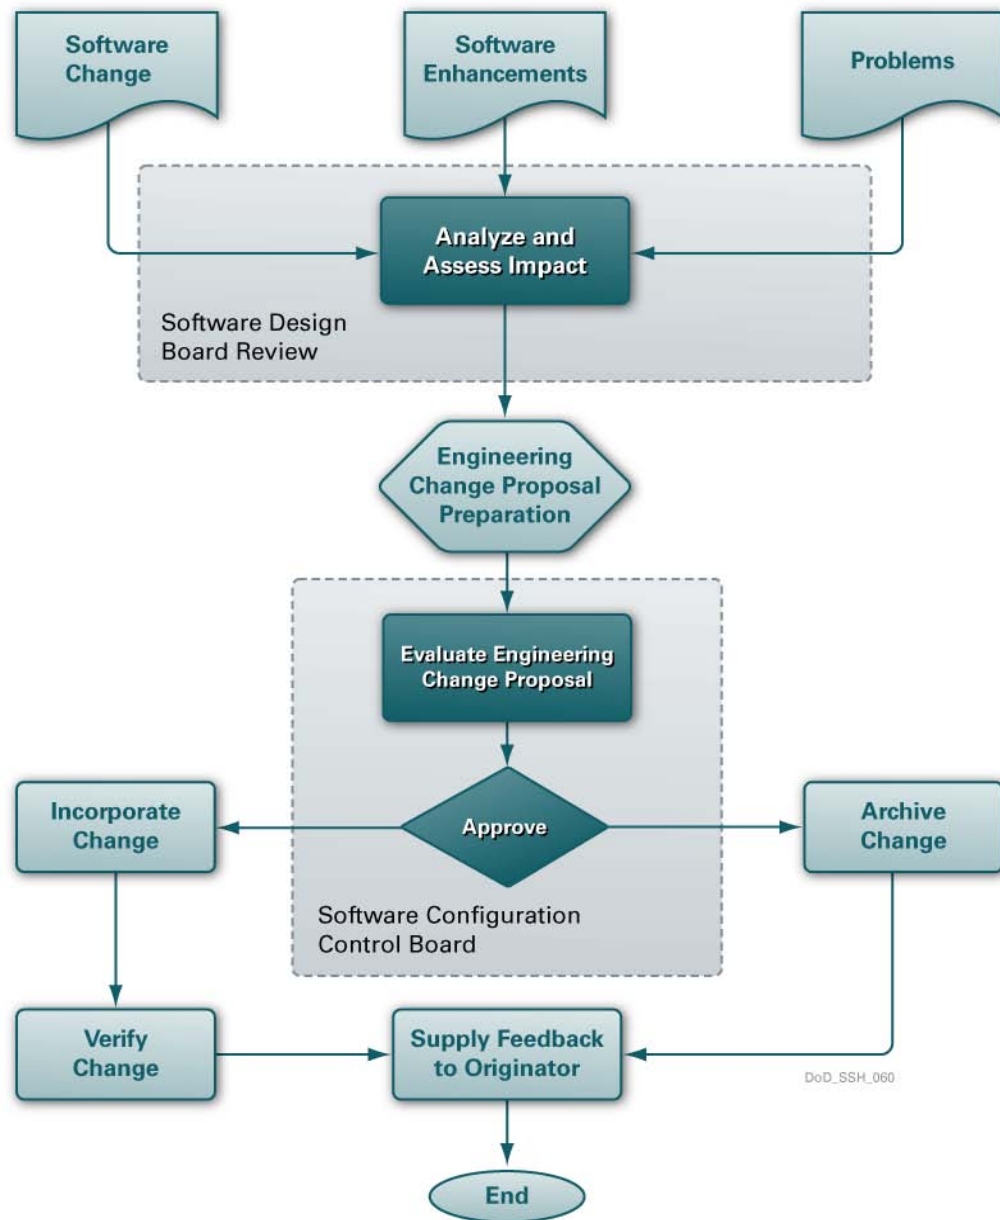 Software
Change
Software
Enhancements
Problems
Analyze and
Assess Impact
Software Design
Board Review
Engineering
Change Proposal
Preparation
Evaluate Engineering
Change Proposal
Incorporate
Change
Approve
Archive
Change
Software Configuration
Control Board
Verify
Change
Supply Feedback
to Originator
DoD_SSH_060
End